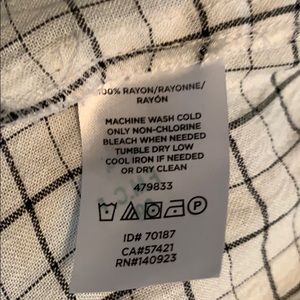 100% RAYON/RAYONNE/
RAYÓN
MACHINE WASH COLD
ONLY NON-CHLORINE
BLEACH WHEN NEEDED
TUMBLE DRY LOW
COOL IRON IF NEEDED
OR DRY CLEAN
479833
ID# 70187
CA#57421
RN#140923